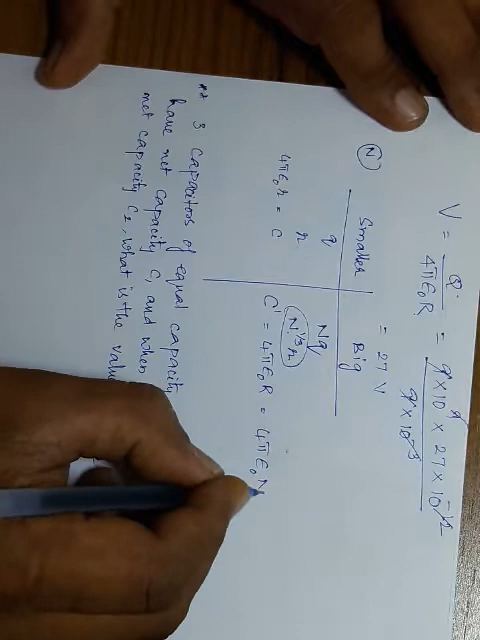 V = Q / 4πε₀R = 9 × 10⁹ × 27 × 10⁻¹² / 9 × 10⁻³
= 27 V
N
Smaller Big
q Nq
r N^1/3 r
4πε₀r = C C' = 4πε₀R = 4πε₀N
3 capacitors of equal capacity
have net capacity C₁ and when
net capacity C₂, what is the value